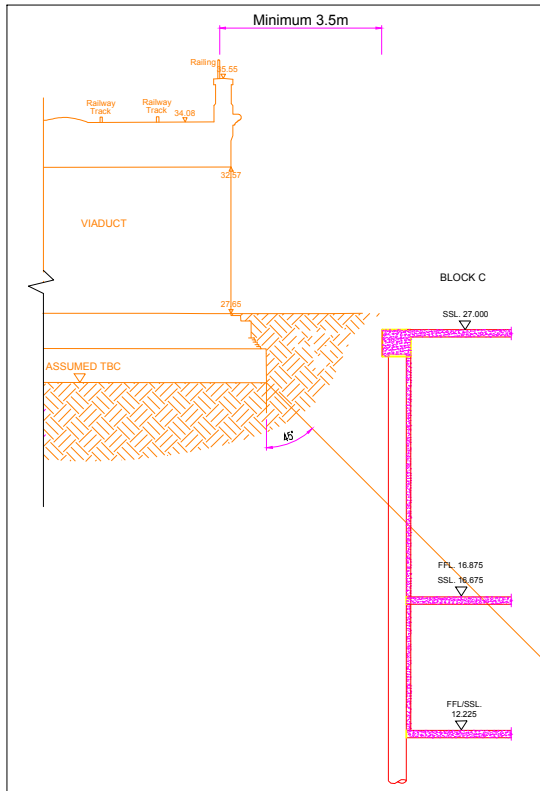 Minimum 3.5m
Railing
35.55
Railway
Track
Railway
Track
34.08
32.57
VIADUCT
BLOCK C
27.65
SSL. 27.000
ASSUMED TBC
45°
FFL. 16.875
SSL. 16.675
FFL/SSL.
12.225